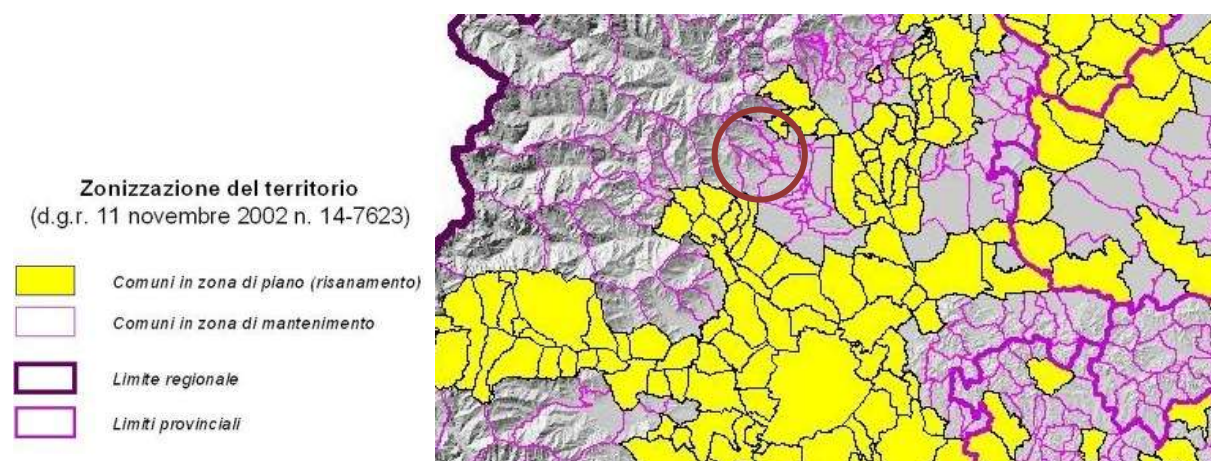 Zonizzazione del territorio
(d.g.r. 11 novembre 2002 n. 14-7623)
Comuni in zona di piano (risanamento)
Comuni in zona di mantenimento
Limite regionale
Limiti provinciali